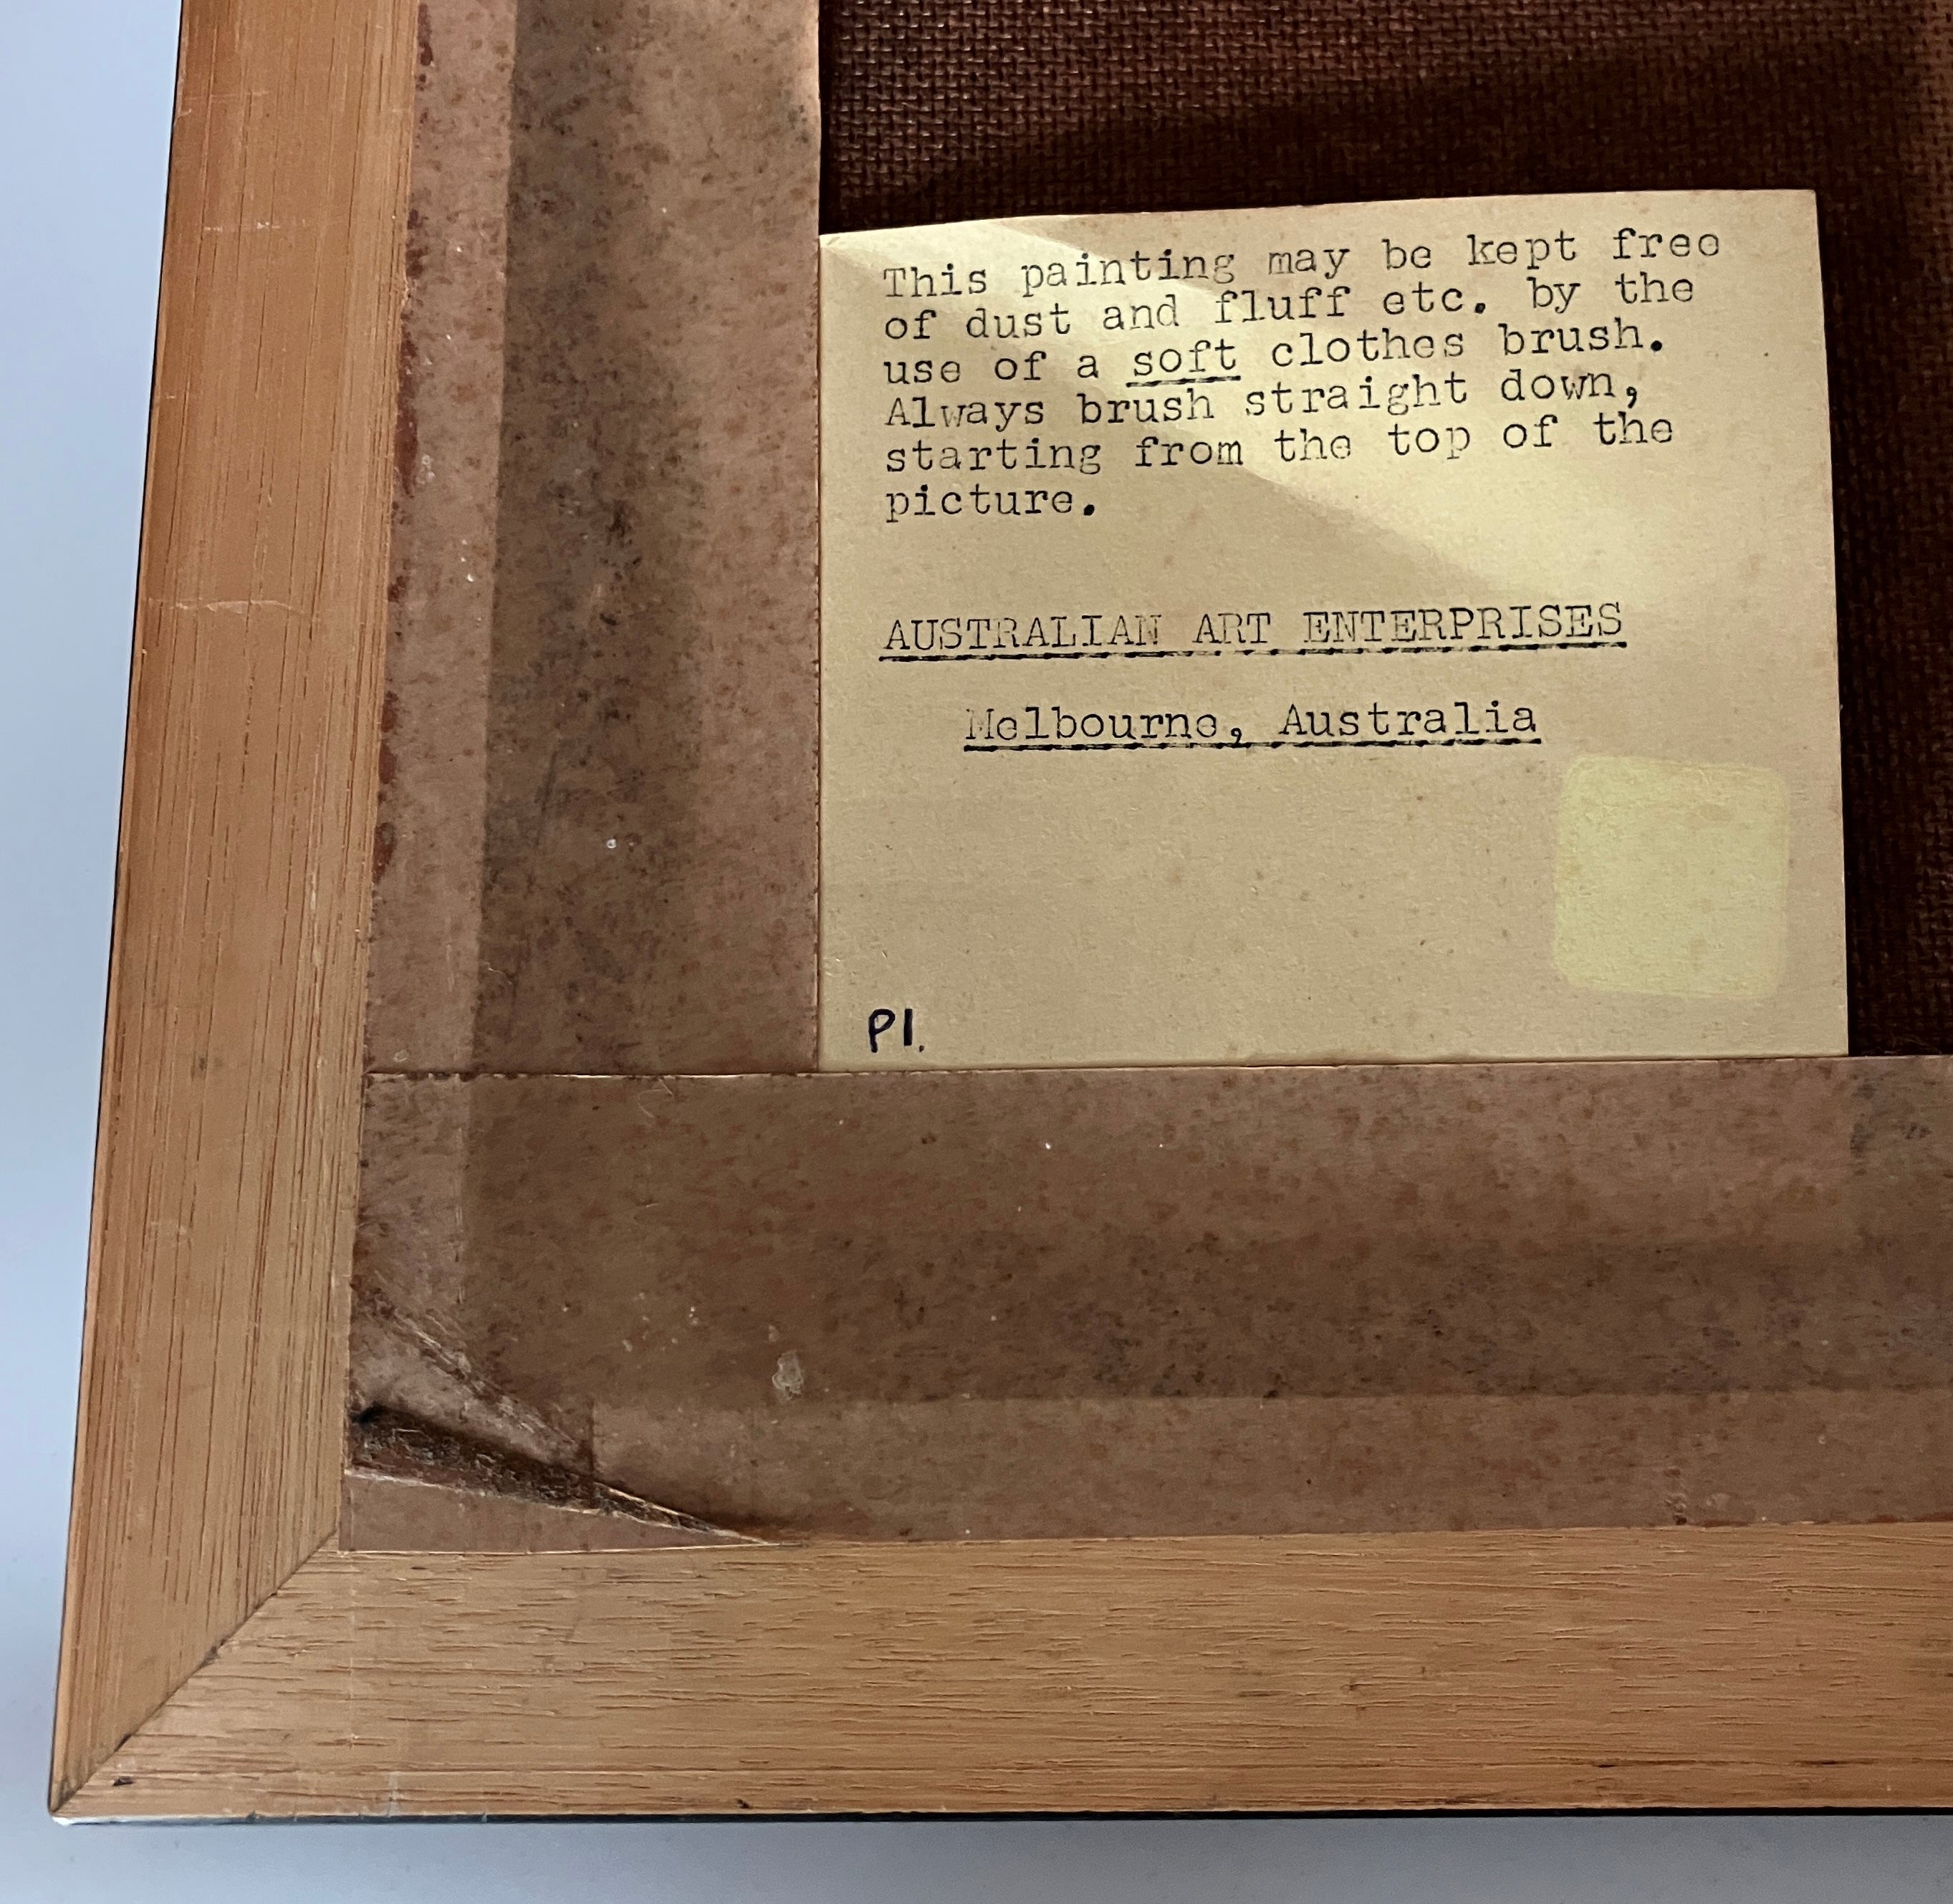 This painting may be kept free
of dust and fluff etc. by the
use of a soft clothes brush.
Always brush straight down,
starting from the top of the
picture.
AUSTRALIAN ART ENTERPRISES
Melbourne, Australia
P1.